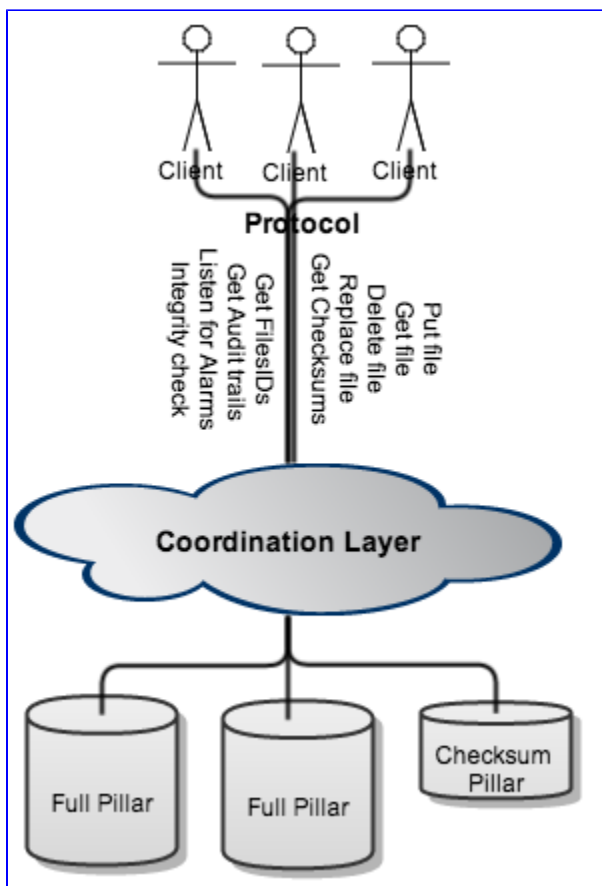 Client
Client
Client
Protocol
Put file
Get file
Delete file
Replace file
Get Checksums
Get FilesIDs
Get Audit trails
Listen for Alarms
Integrity check
Coordination Layer
Full Pillar
Full Pillar
Checksum
Pillar